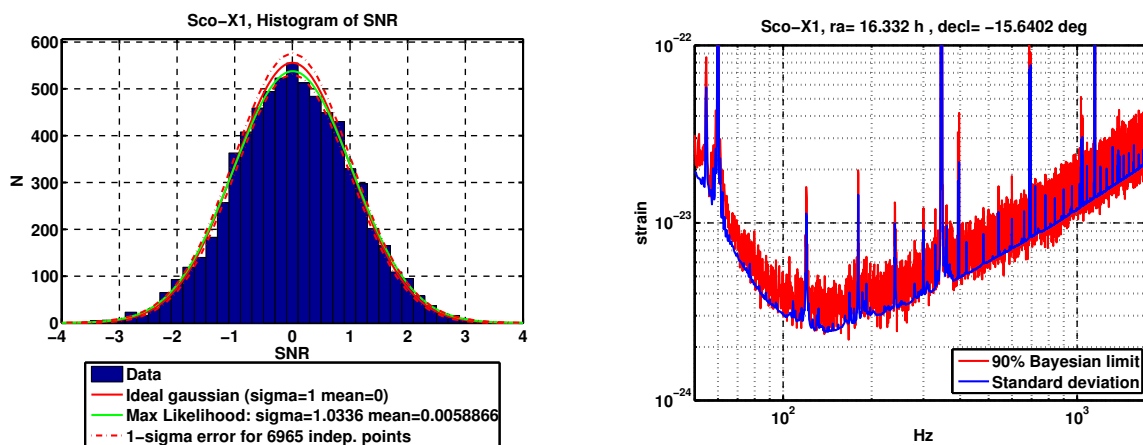 Sco-X1, Histogram of SNR
600
500
400
300
200
100
0
N
-4 -3 -2 -1 0 1 2 3 4
SNR
Data
Ideal gaussian (sigma=1 mean=0)
Max Likelihood: sigma=1.0336 mean=0.0058866
1-sigma error for 6965 indep. points
Sco-X1, ra= 16.332 h , decl= -15.6402 deg
10^-22
10^-23
10^-24
strain
10^2 10^3
Hz
90% Bayesian limit
Standard deviation